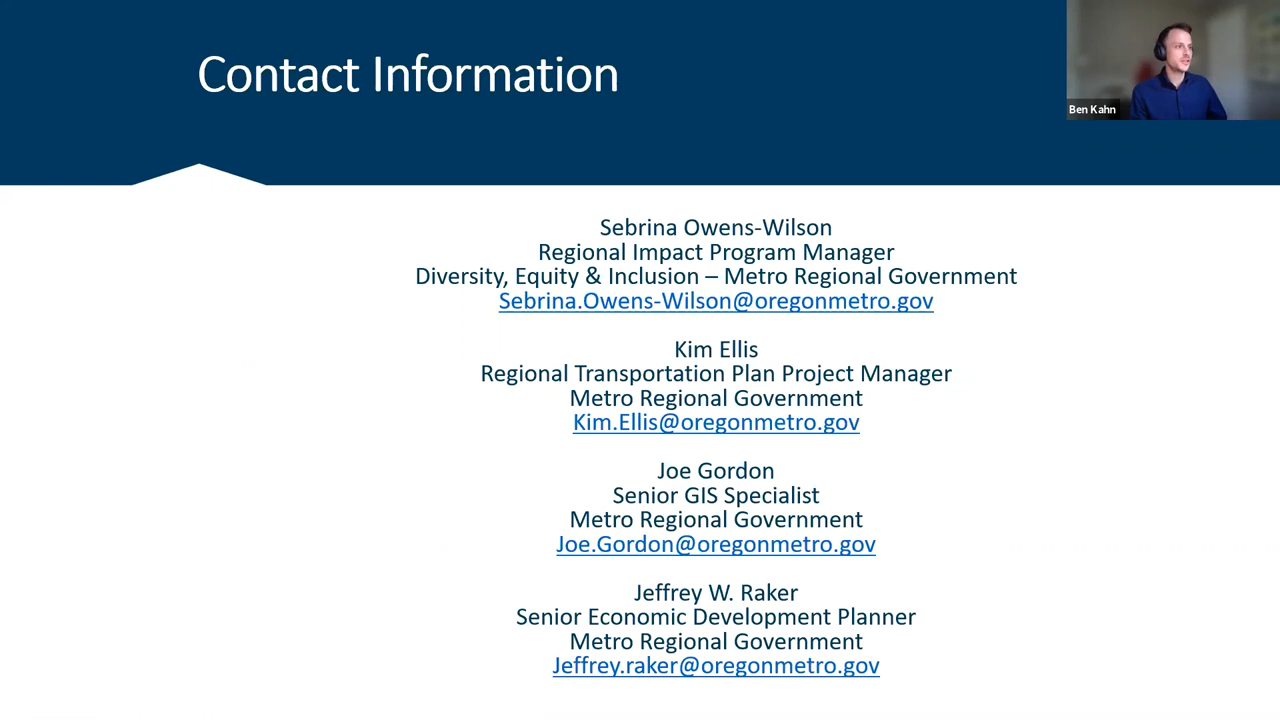 Contact Information
Ben Kahn
Sebrina Owens-Wilson
Regional Impact Program Manager
Diversity, Equity & Inclusion – Metro Regional Government
Sebrina.Owens-Wilson@oregonmetro.gov
Kim Ellis
Regional Transportation Plan Project Manager
Metro Regional Government
Kim.Ellis@oregonmetro.gov
Joe Gordon
Senior GIS Specialist
Metro Regional Government
Joe.Gordon@oregonmetro.gov
Jeffrey W. Raker
Senior Economic Development Planner
Metro Regional Government
Jeffrey.raker@oregonmetro.gov